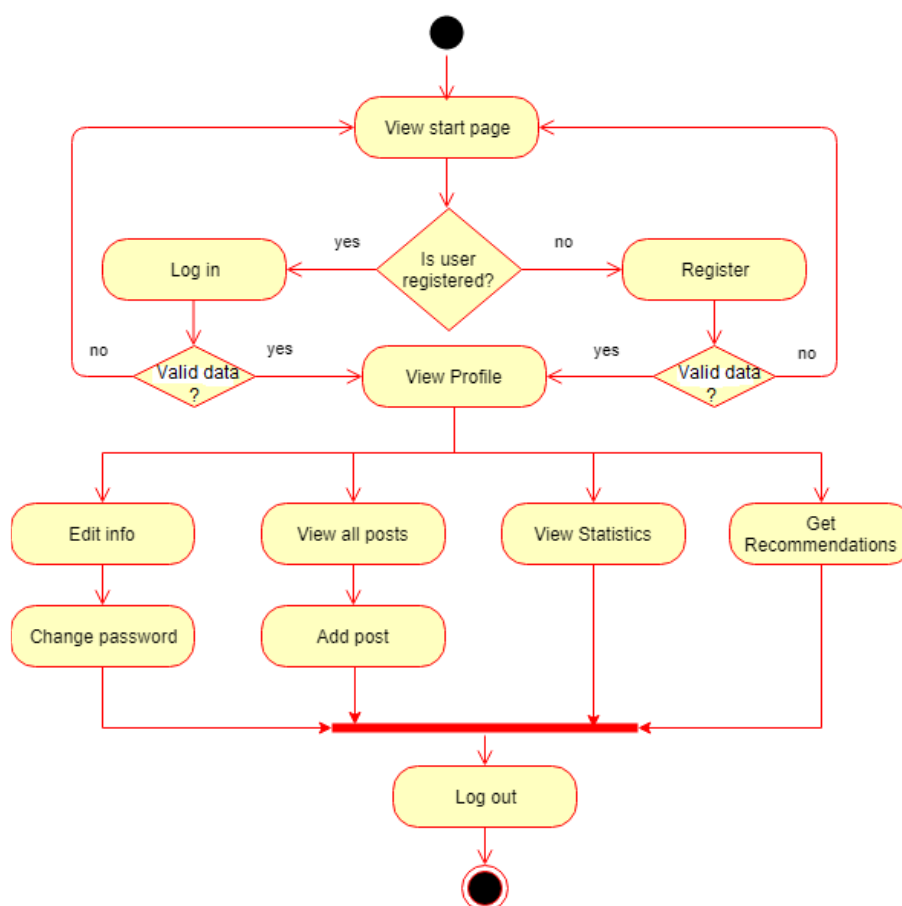 View start page
yes
no
Is user
registered?
Log in
Register
no
yes
yes
no
Valid data
?
View Profile
Valid data
?
Edit info
View all posts
View Statistics
Get
Recommendations
Change password
Add post
Log out